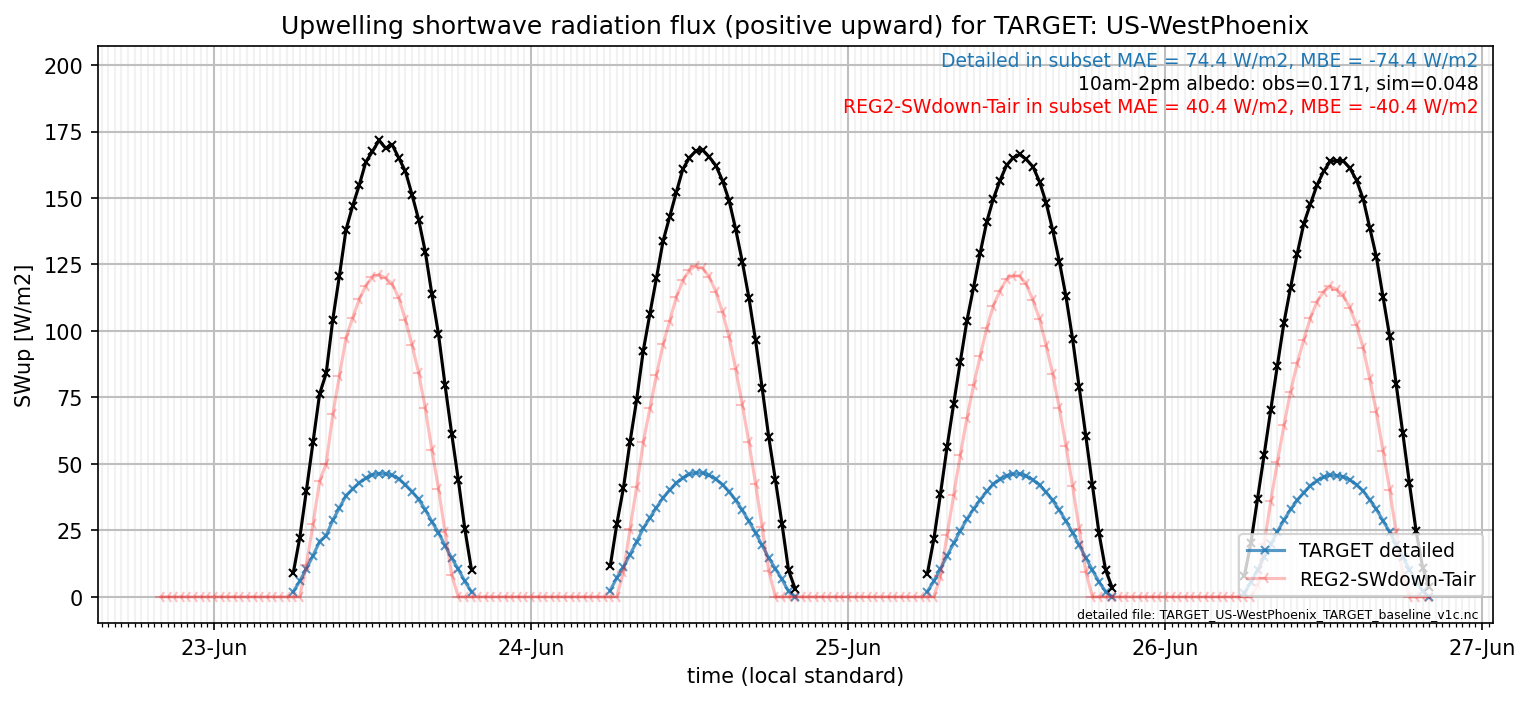 Upwelling shortwave radiation flux (positive upward) for TARGET: US-WestPhoenix
Detailed in subset MAE = 74.4 W/m2, MBE = -74.4 W/m2
10am-2pm albedo: obs=0.171, sim=0.048
REG2-SWdown-Tair in subset MAE = 40.4 W/m2, MBE = -40.4 W/m2
200
175
150
125
100
75
50
25
0
SWup [W/m2]
TARGET detailed
REG2-SWdown-Tair
detailed file: TARGET_US-WestPhoenix_TARGET_baseline_v1c.nc
23-Jun
24-Jun
25-Jun
26-Jun
27-Jun
time (local standard)